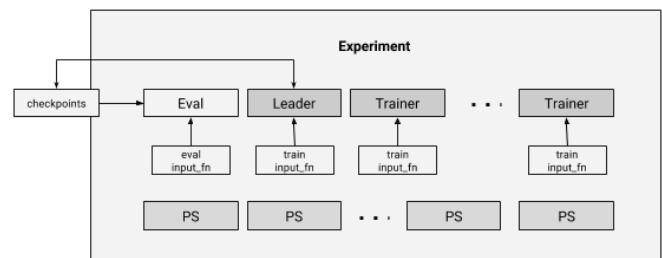 Experiment
checkpoints
Eval
Leader
Trainer
Trainer
eval
input_fn
train
input_fn
train
input_fn
train
input_fn
PS
PS
PS
PS